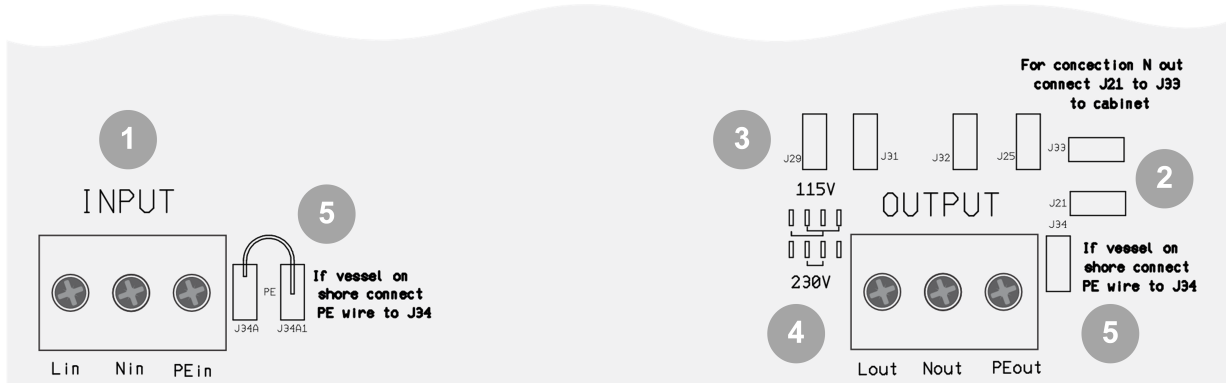 For concection N out
connect J21 to J33
to cabinet
1
3
J29
J31
J32
J25
J33
2
INPUT
5
115V
OUTPUT
J21
J34
If vessel on
shore connect
PE wire to J34
PE
J34A
J34A1
230V
If vessel on
shore connect
PE wire to J34
4
5
Lin
Nin
PEin
Lout
Nout
PEout